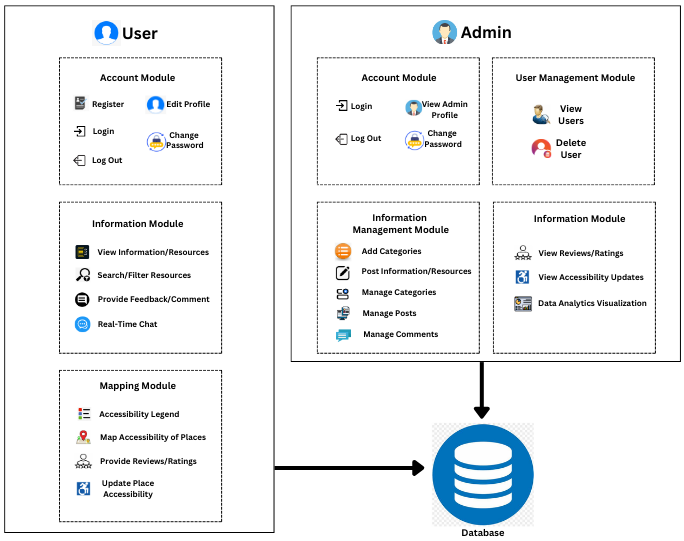 User
Account Module
Register
Edit Profile
Login
Change
Password
Log Out
Information Module
View Information/Resources
Search/Filter Resources
Provide Feedback/Comment
Real-Time Chat
Mapping Module
Accessibility Legend
Map Accessibility of Places
Provide Reviews/Ratings
Update Place
Accessibility
Admin
Account Module
Login
View Admin
Profile
Log Out
Change
Password
User Management Module
View
Users
Delete
User
Information
Management Module
Add Categories
Post Information/Resources
Manage Categories
Manage Posts
Manage Comments
Information Module
View Reviews/Ratings
View Accessibility Updates
Data Analytics Visualization
Database